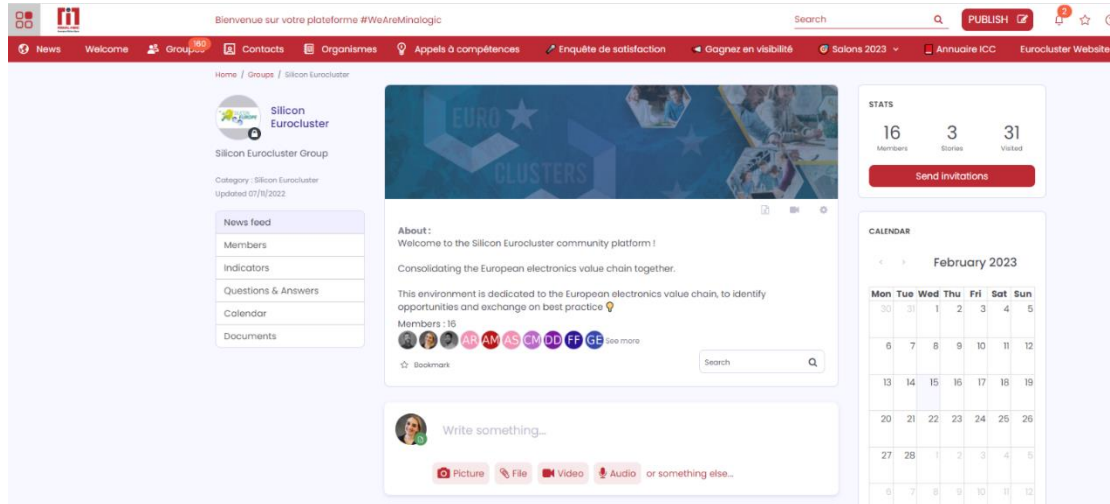 Bienvenue sur votre plateforme #WeAreMinalogic
Search
PUBLISH
2
News
Welcome
Groupes
160
Contacts
Organismes
Appels à compétences
Enquête de satisfaction
Gagnez en visibilité
Salons 2023
Annuaire ICC
Eurocluster Website
Home / Groups / Silicon Eurocluster
Silicon
Eurocluster
Silicon Eurocluster Group
Category : Silicon Eurocluster
Updated 07/11/2022
News feed
Members
Indicators
Questions & Answers
Calendar
Documents
EURO
CLUSTERS
About :
Welcome to the Silicon Eurocluster community platform !
Consolidating the European electronics value chain together.
This environment is dedicated to the European electronics value chain, to identify
opportunities and exchange on best practice
Members : 16
AR AM AS CM DD FF GE See more
Bookmark
Search
Write something...
Picture File Video Audio or something else...
STATS
16 3 31
Members Stories Visited
Send invitations
CALENDAR
February 2023
Mon Tue Wed Thu Fri Sat Sun
30 31 1 2 3 4 5
6 7 8 9 10 11 12
13 14 15 16 17 18 19
20 21 22 23 24 25 26
27 28 1 2 3 4 5
6 7 8 9 10 11 12